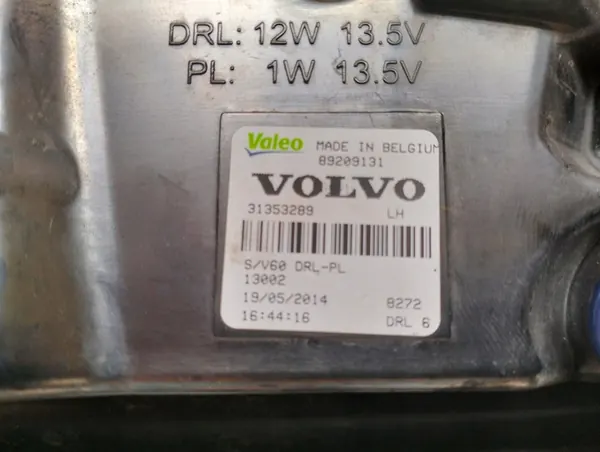 DRL: 12W 13.5V
PL: 1W 13.5V
Valeo MADE IN BELGIUM
89209131
VOLVO
31353289 LH
S/V60 DRL-PL
13002
19/05/2014 8272
16:44:16 DRL 6